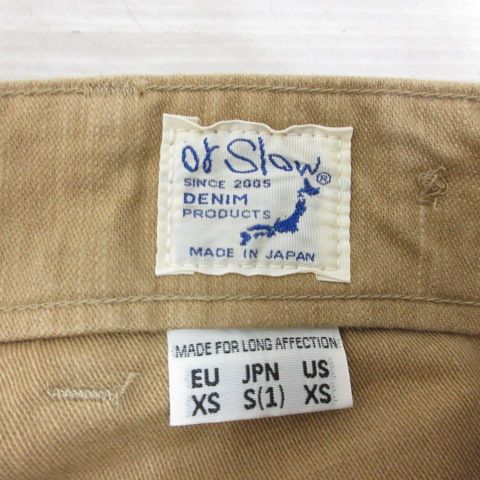 or Slow®
SINCE 2005
DENIM
PRODUCTS
MADE IN JAPAN
MADE FOR LONG AFFECTION
EU JPN US
XS S(1) XS